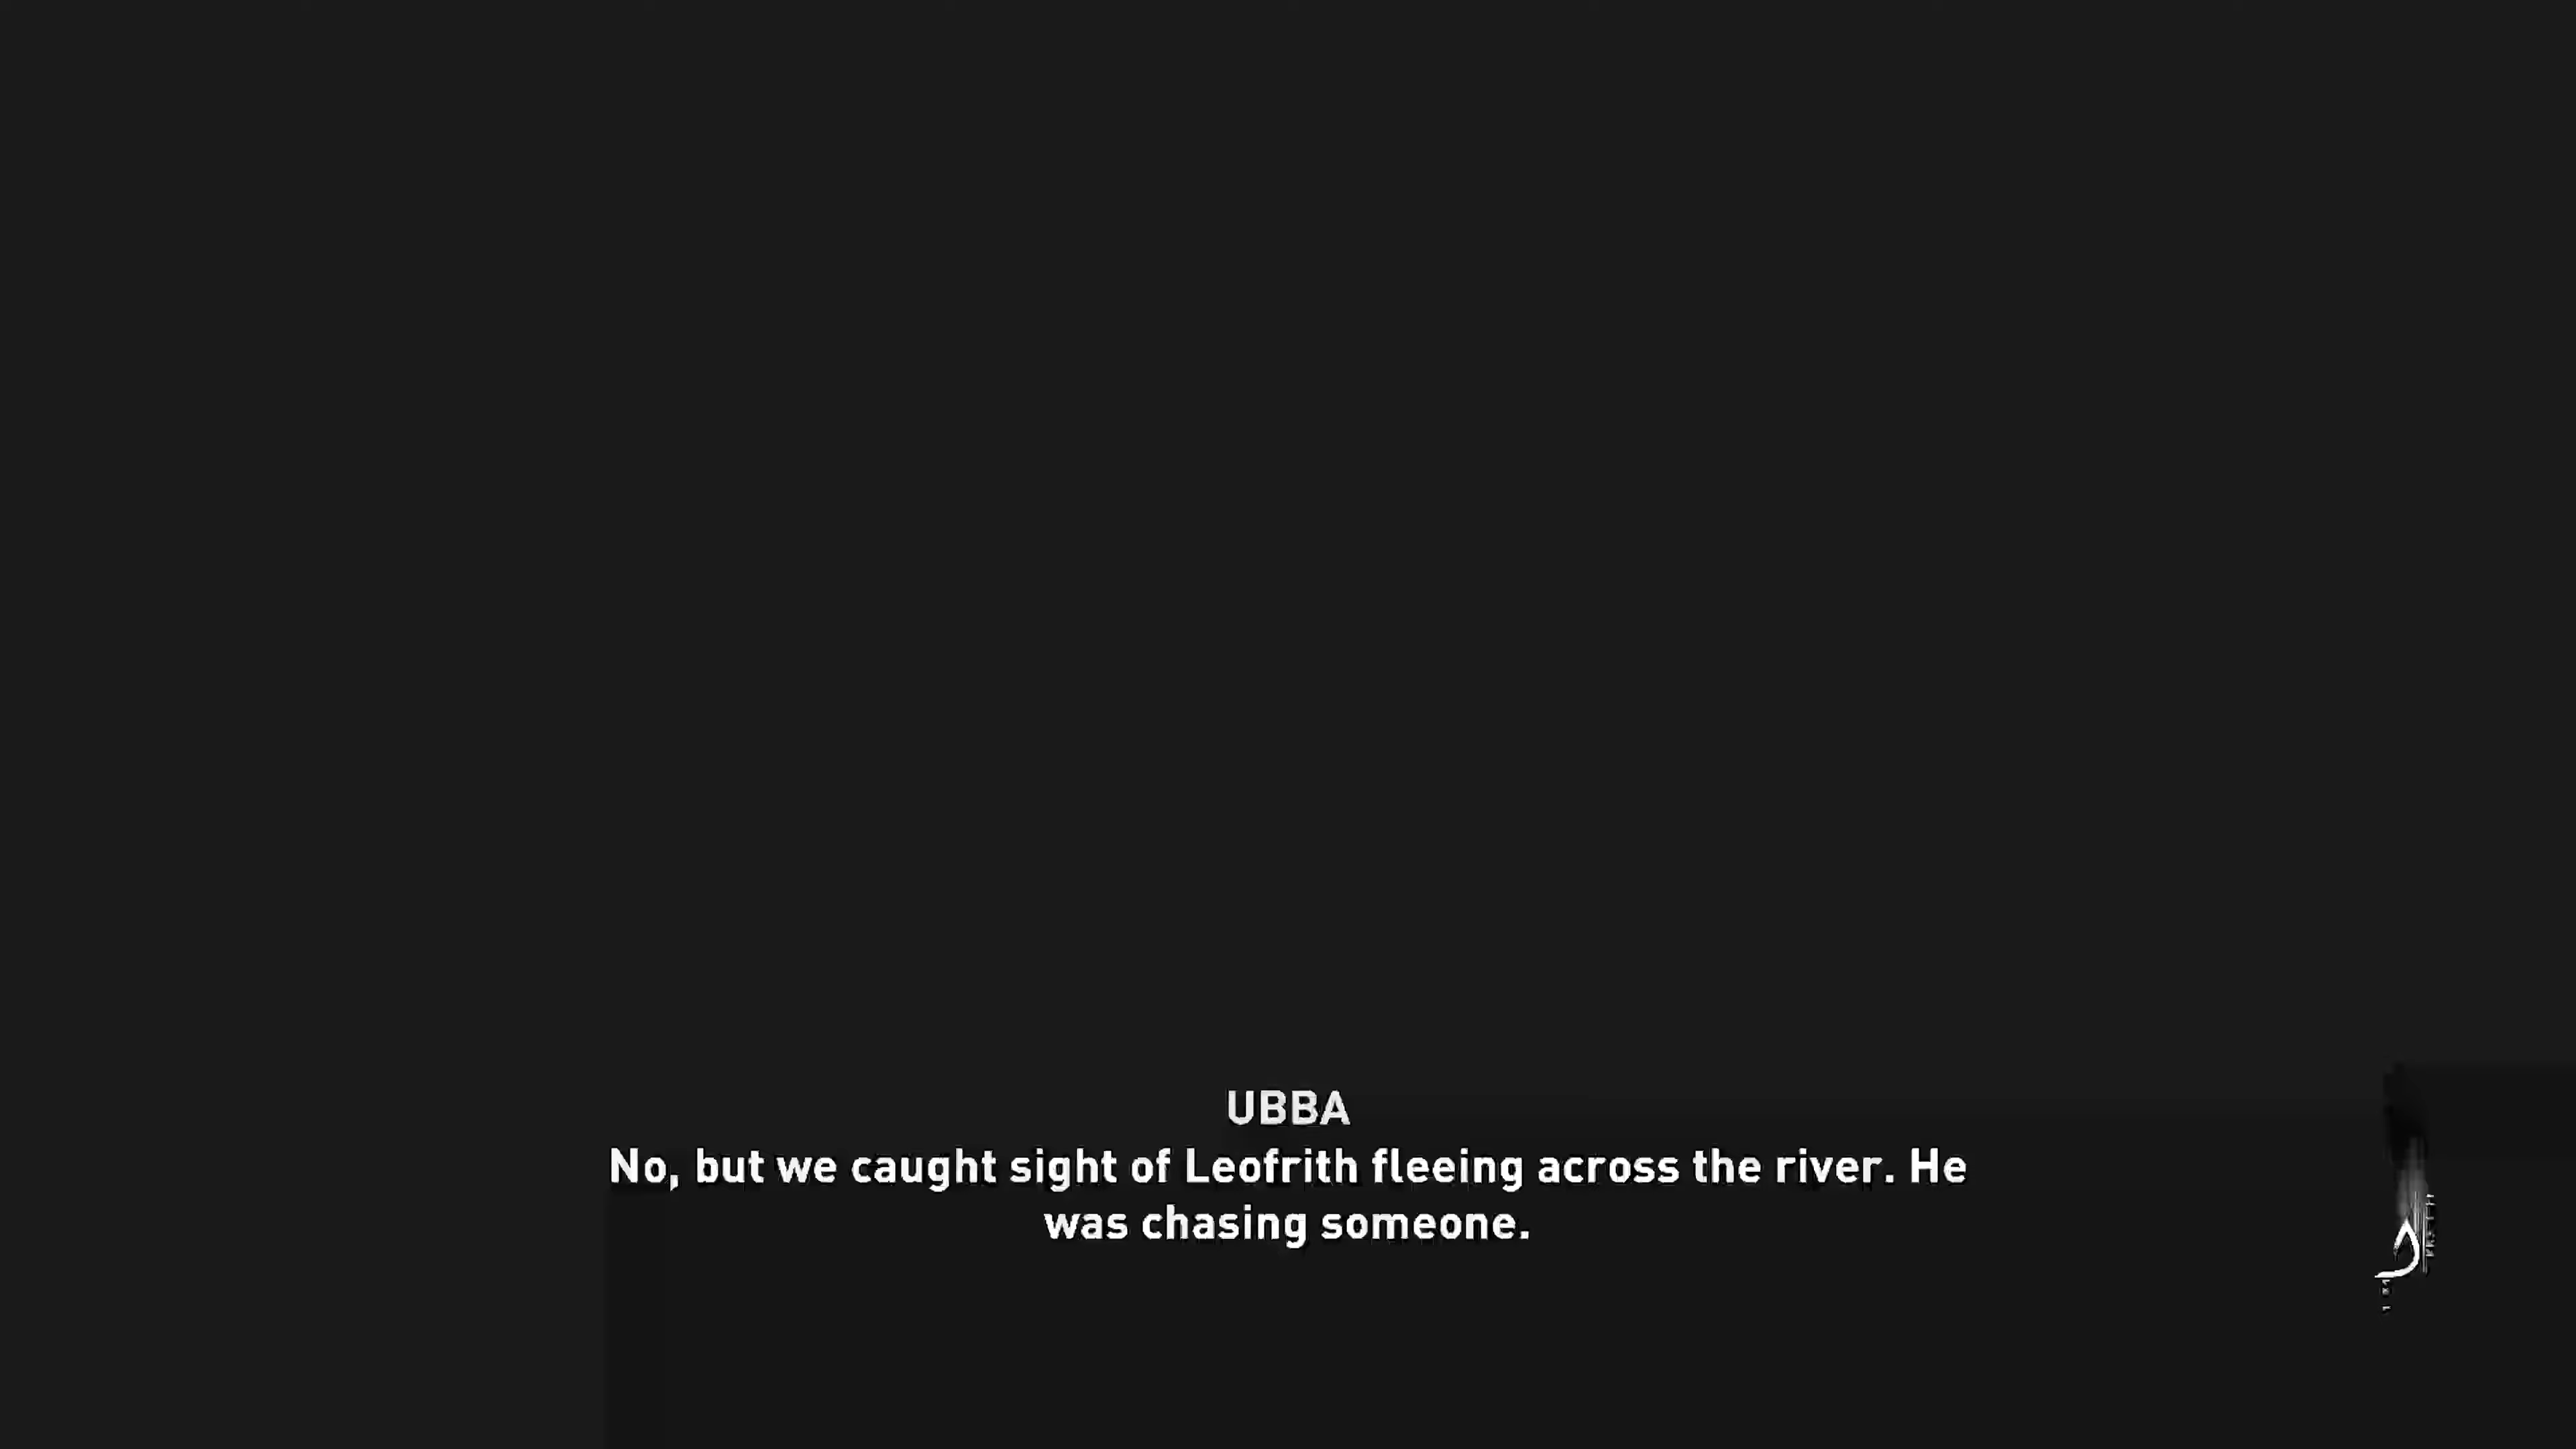 UBBA
No, but we caught sight of Leofrith fleeing across the river. He
was chasing someone.